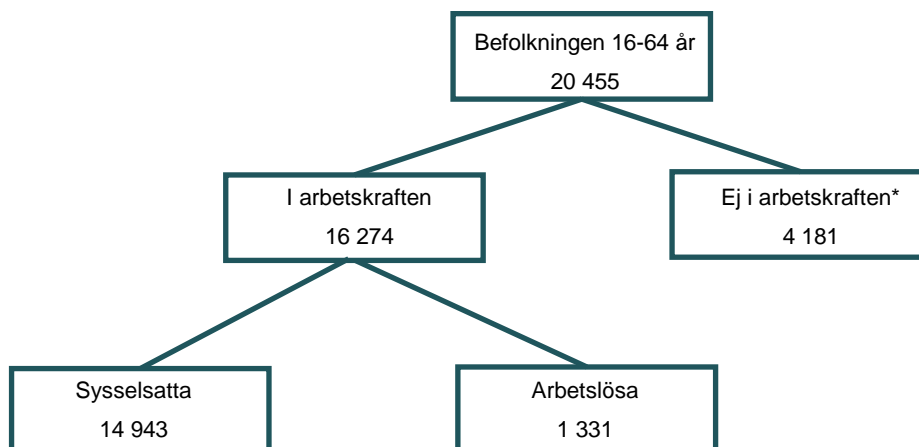 Befolkningen 16-64 år
20 455
I arbetskraften
16 274
Ej i arbetskraften*
4 181
Sysselsatta
14 943
Arbetslösa
1 331